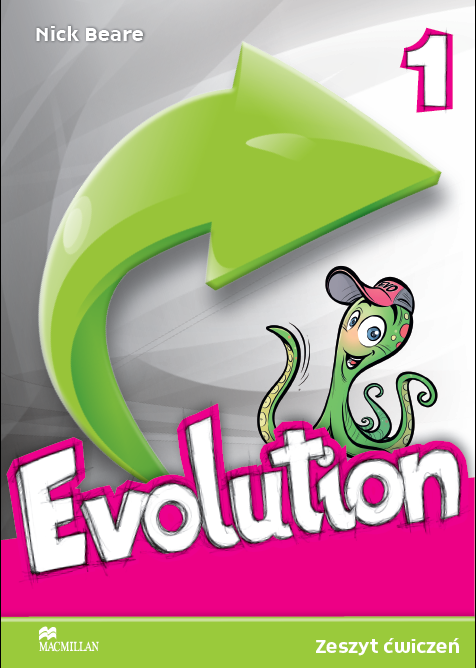 Nick Beare
1
Evolution
MACMILLAN
Zeszyt ćwiczeń